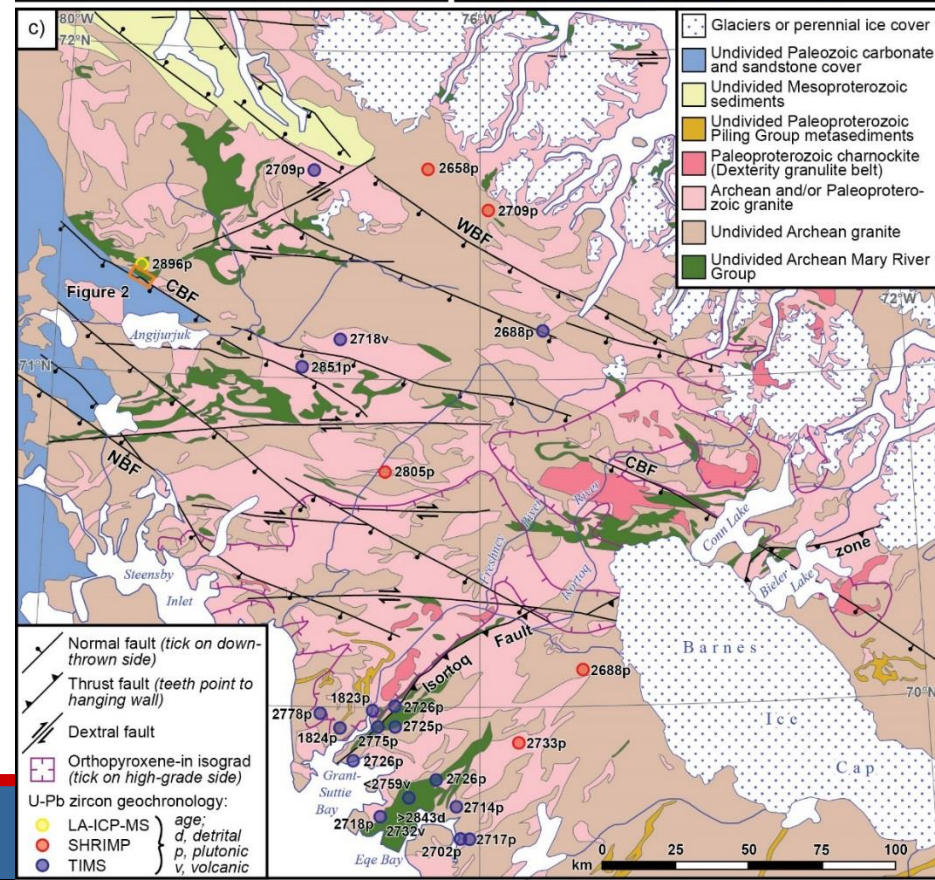 c)
80°W
72°N
76°W
Glaciers or perennial ice cover
Undivided Paleozoic carbonate
and sandstone cover
Undivided Mesoproterozoic
sediments
Undivided Paleoproterozoic
Piling Group metasediments
Paleoproterozoic charnockite
(Dexterity granulite belt)
Archean and/or Paleoprotero-
zoic granite
Undivided Archean granite
Undivided Archean Mary River
Group
2709p
2658p
2709p
WBF
2896p
Figure 2
CBF
72°W
Angijurjuk
2718v
2688p
2851p
71°N
NBF
2805p
CBF
Ravn River
Isortoq
Freshney
Conn Lake
Bieler
Lake
zone
Steensby
Inlet
Isortoq Fault
Barnes
Ice
Cap
70°N
2688p
Normal fault (tick on down-
thrown side)
Thrust fault (teeth point to
hanging wall)
Dextral fault
Orthopyroxene-in isograd
(tick on high-grade side)
U-Pb zircon geochronology:
LA-ICP-MS
SHRIMP
TIMS
age;
d, detrital
p, plutonic
v, volcanic
1823p
2726p
2778p
2725p
1824p
2775p
2726p
2733p
Grant-
Suttie
Bay
<2759v
2726p
2714p
>2843d
2718p
2732v
2717p
2702p
Eqe Bay
km
0 25 50 75 100